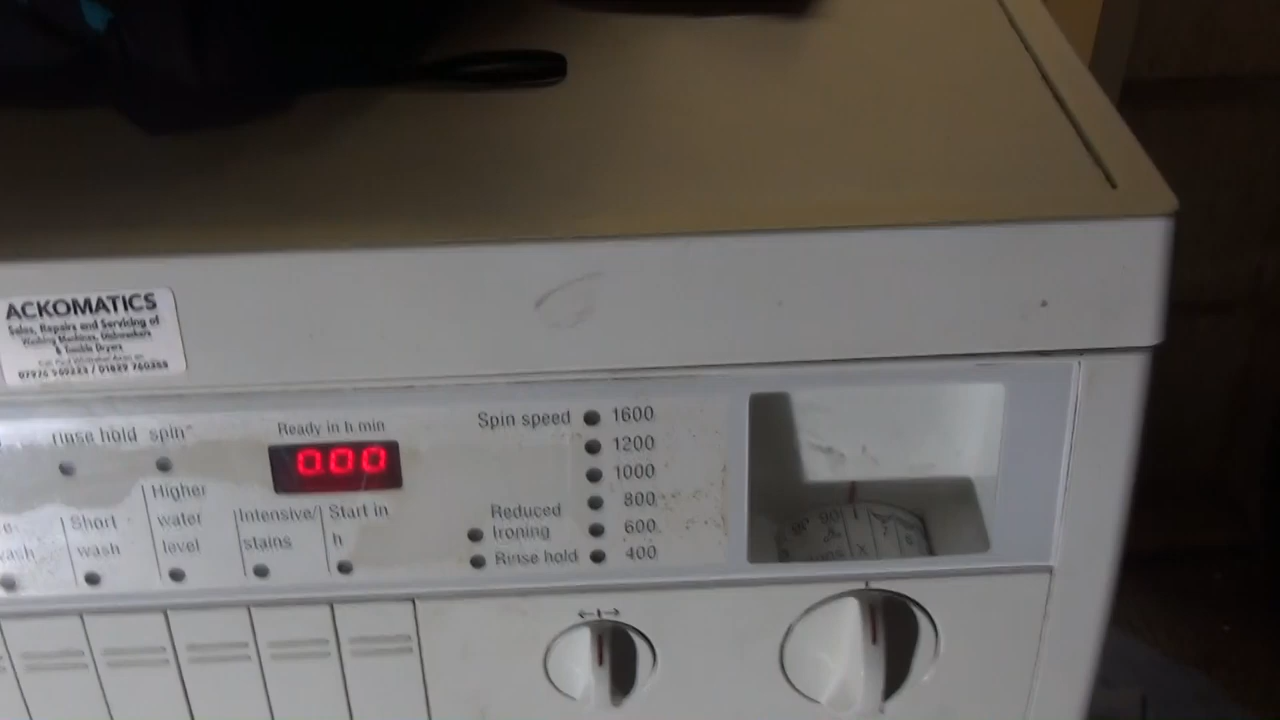 ACKOMATICS
Sales, Repairs and Servicing of
Washing Machines, Dishwashers
& Tumble Dryers
rinse hold spin
Ready in h min
0.00
Spin speed 1600
1200
1000
800
600
400
Reduced
Ironing
Rinse hold
Short
wash
Higher
water
level
Intensive/
stains
Start in
h